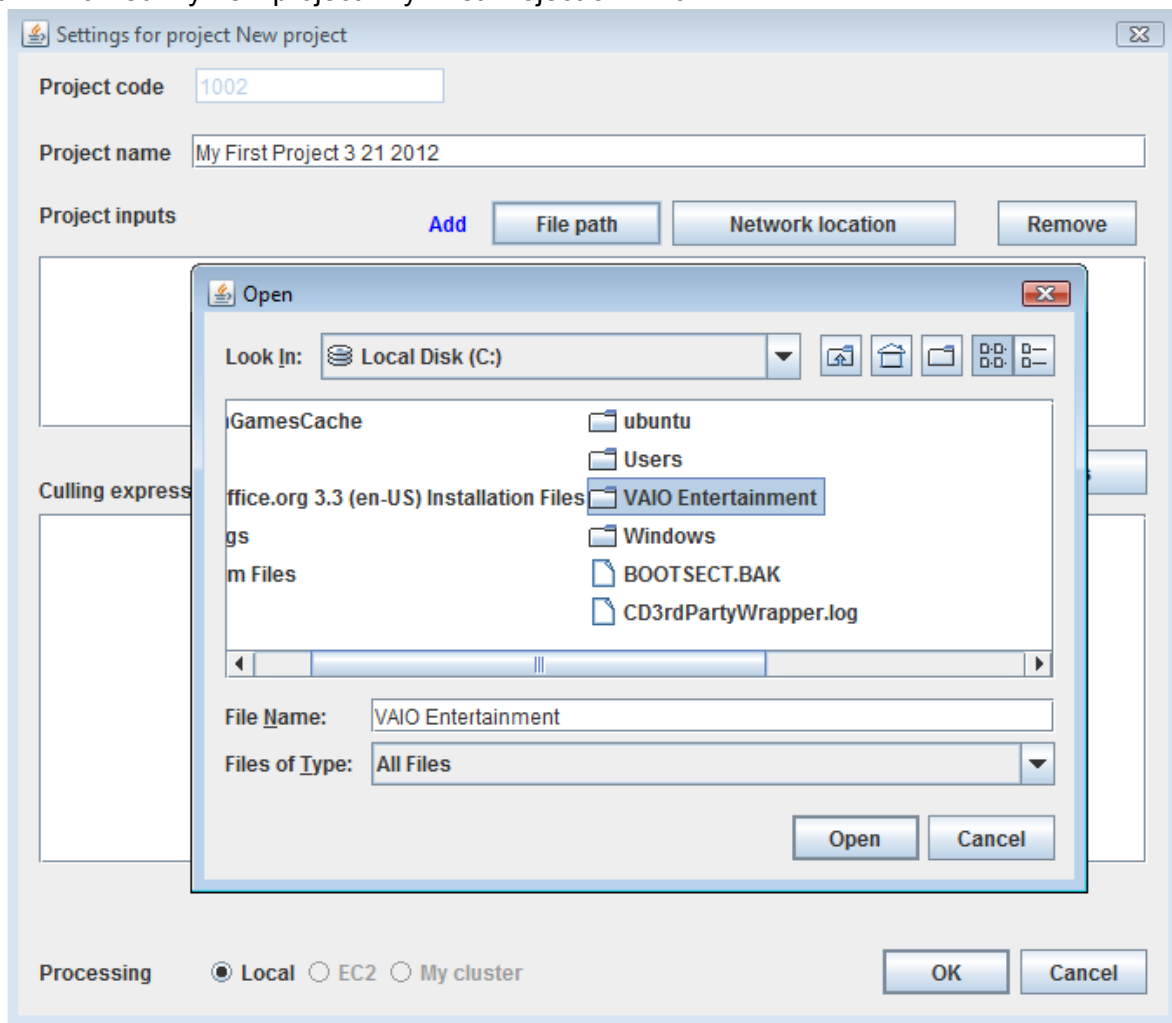 Settings for project New project
Project code 1002
Project name My First Project 3 21 2012
Project inputs Add File path Network location Remove
Open
Look In: Local Disk (C:)
GamesCache ubuntu
Users
ffice.org 3.3 (en-US) Installation Files VAIO Entertainment
gs Windows
m Files BOOTSECT.BAK
CD3rdPartyWrapper.log
Culling express
File Name: VAIO Entertainment
Files of Type: All Files
Open Cancel
Processing Local EC2 My cluster OK Cancel